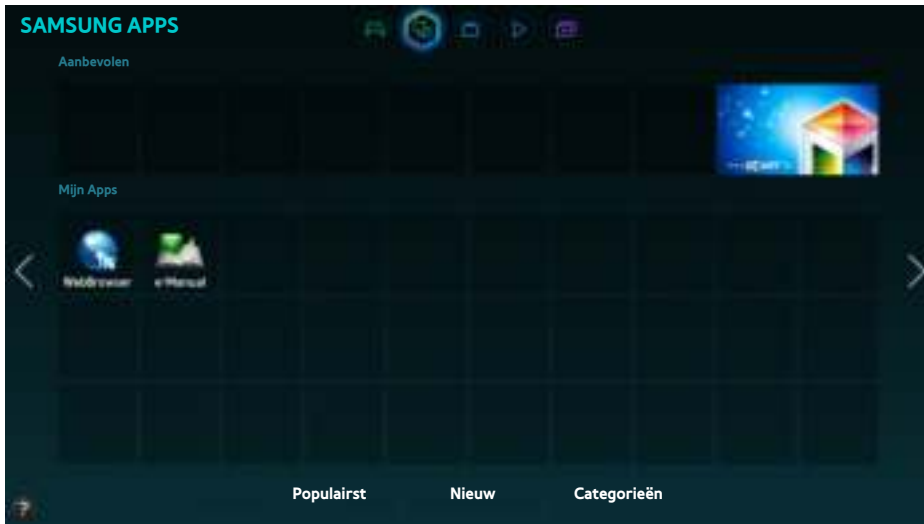 SAMSUNG APPS
Aanbevolen
Mijn Apps
WebBrowser
e-Manual
Populairst
Nieuw
Categorieën
?